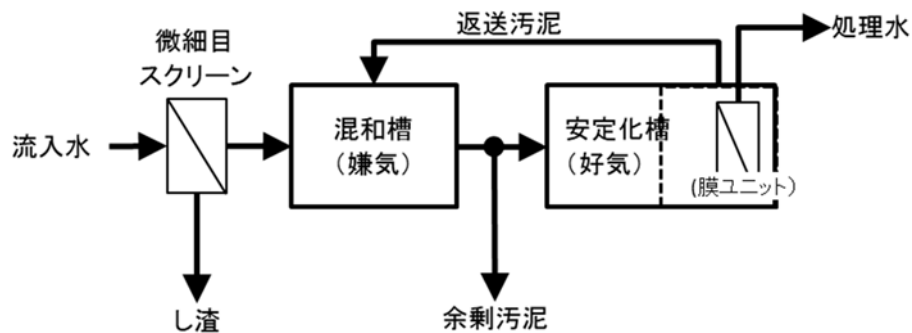 返送汚泥
処理水
微細目
スクリーン
流入水
混和槽
(嫌気)
安定化槽
(好気)
(膜ユニット)
し渣
余剰汚泥